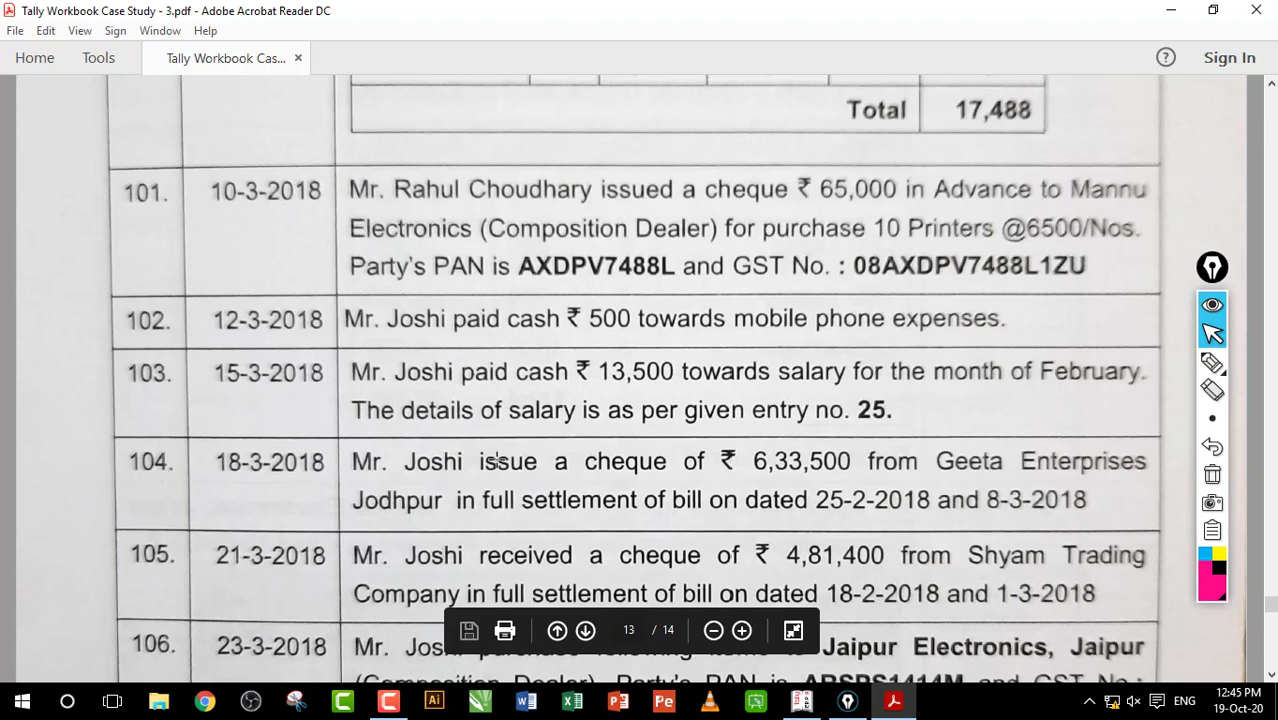 Tally Workbook Case Study - 3.pdf - Adobe Acrobat Reader DC
File Edit View Sign Window Help
Home Tools Tally Workbook Cas... × Sign In
Total 17,488
101. 10-3-2018 Mr. Rahul Choudhary issued a cheque ₹ 65,000 in Advance to Mannu
Electronics (Composition Dealer) for purchase 10 Printers @6500/Nos.
Party's PAN is AXDPV7488L and GST No. : 08AXDPV7488L1ZU
102. 12-3-2018 Mr. Joshi paid cash ₹ 500 towards mobile phone expenses.
103. 15-3-2018 Mr. Joshi paid cash ₹ 13,500 towards salary for the month of February.
The details of salary is as per given entry no. 25.
104. 18-3-2018 Mr. Joshi issue a cheque of ₹ 6,33,500 from Geeta Enterprises
Jodhpur in full settlement of bill on dated 25-2-2018 and 8-3-2018
105. 21-3-2018 Mr. Joshi received a cheque of ₹ 4,81,400 from Shyam Trading
Company in full settlement of bill on dated 18-2-2018 and 1-3-2018
13 / 14
106. 23-3-2018 Mr. Jaipur Electronics, Jaipur
ENG 12:45 PM
19-Oct-20